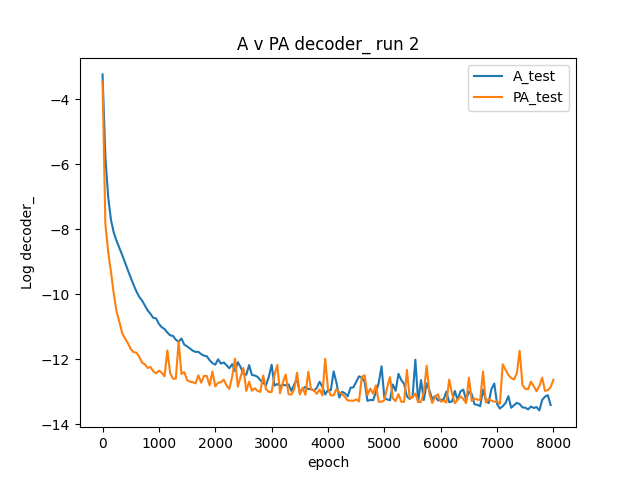 A v PA decoder_ run 2
A_test
PA_test
Log decoder_
−4
−6
−8
−10
−12
−14
0 1000 2000 3000 4000 5000 6000 7000 8000
epoch